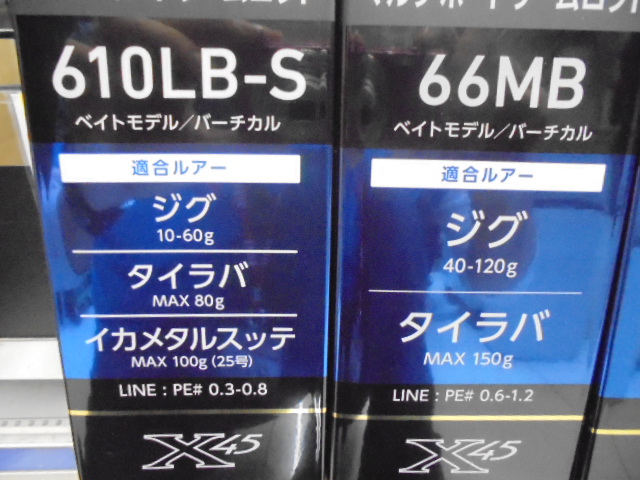 610LB-S
ベイトモデル/バーチカル
適合ルアー
ジグ
10-60g
タイラバ
MAX 80g
イカメタルスッテ
MAX 100g (25号)
LINE : PE# 0.3-0.8
X45
66MB
ベイトモデル/バーチカル
適合ルアー
ジグ
40-120g
タイラバ
MAX 150g
LINE : PE# 0.6-1.2
X45